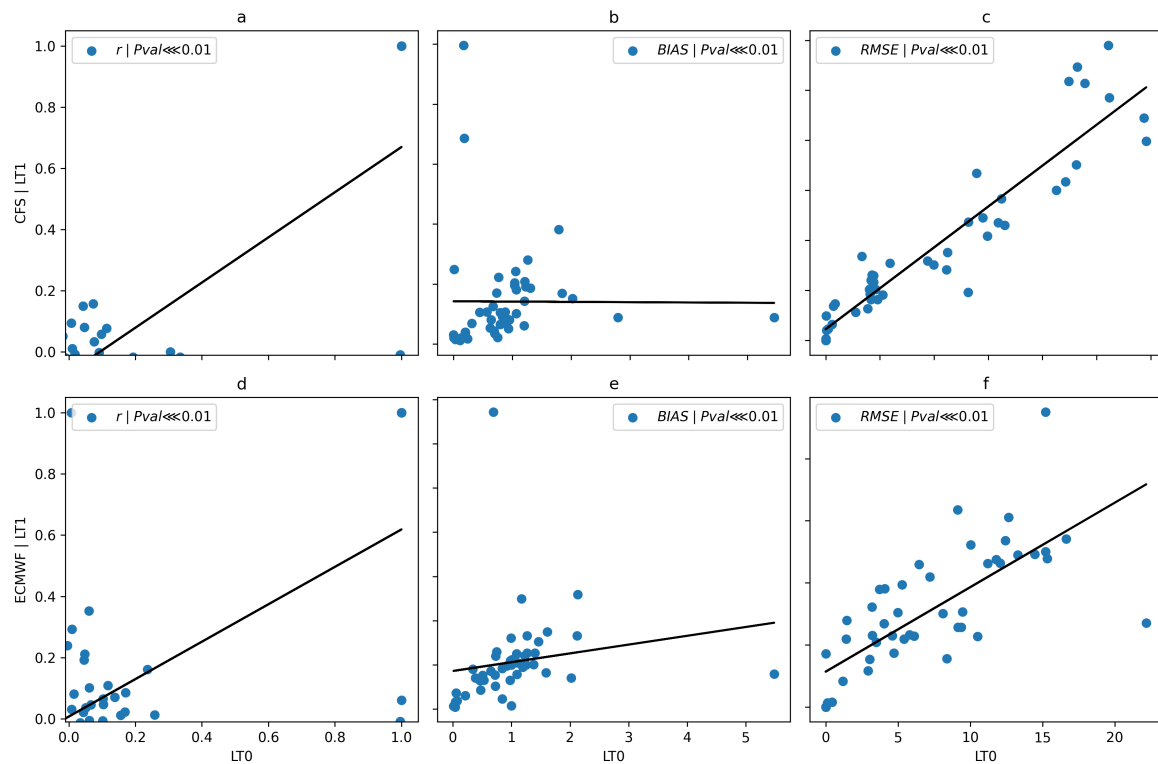 a
b
c
r | Pval⋘0.01
BIAS | Pval⋘0.01
RMSE | Pval⋘0.01
1.0
0.8
0.6
0.4
0.2
0.0
CFS | LT1
d
e
f
r | Pval⋘0.01
BIAS | Pval⋘0.01
RMSE | Pval⋘0.01
1.0
0.8
0.6
0.4
0.2
0.0
ECMWF | LT1
0.0 0.2 0.4 0.6 0.8 1.0
0 1 2 3 4 5
0 5 10 15 20
LT0
LT0
LT0